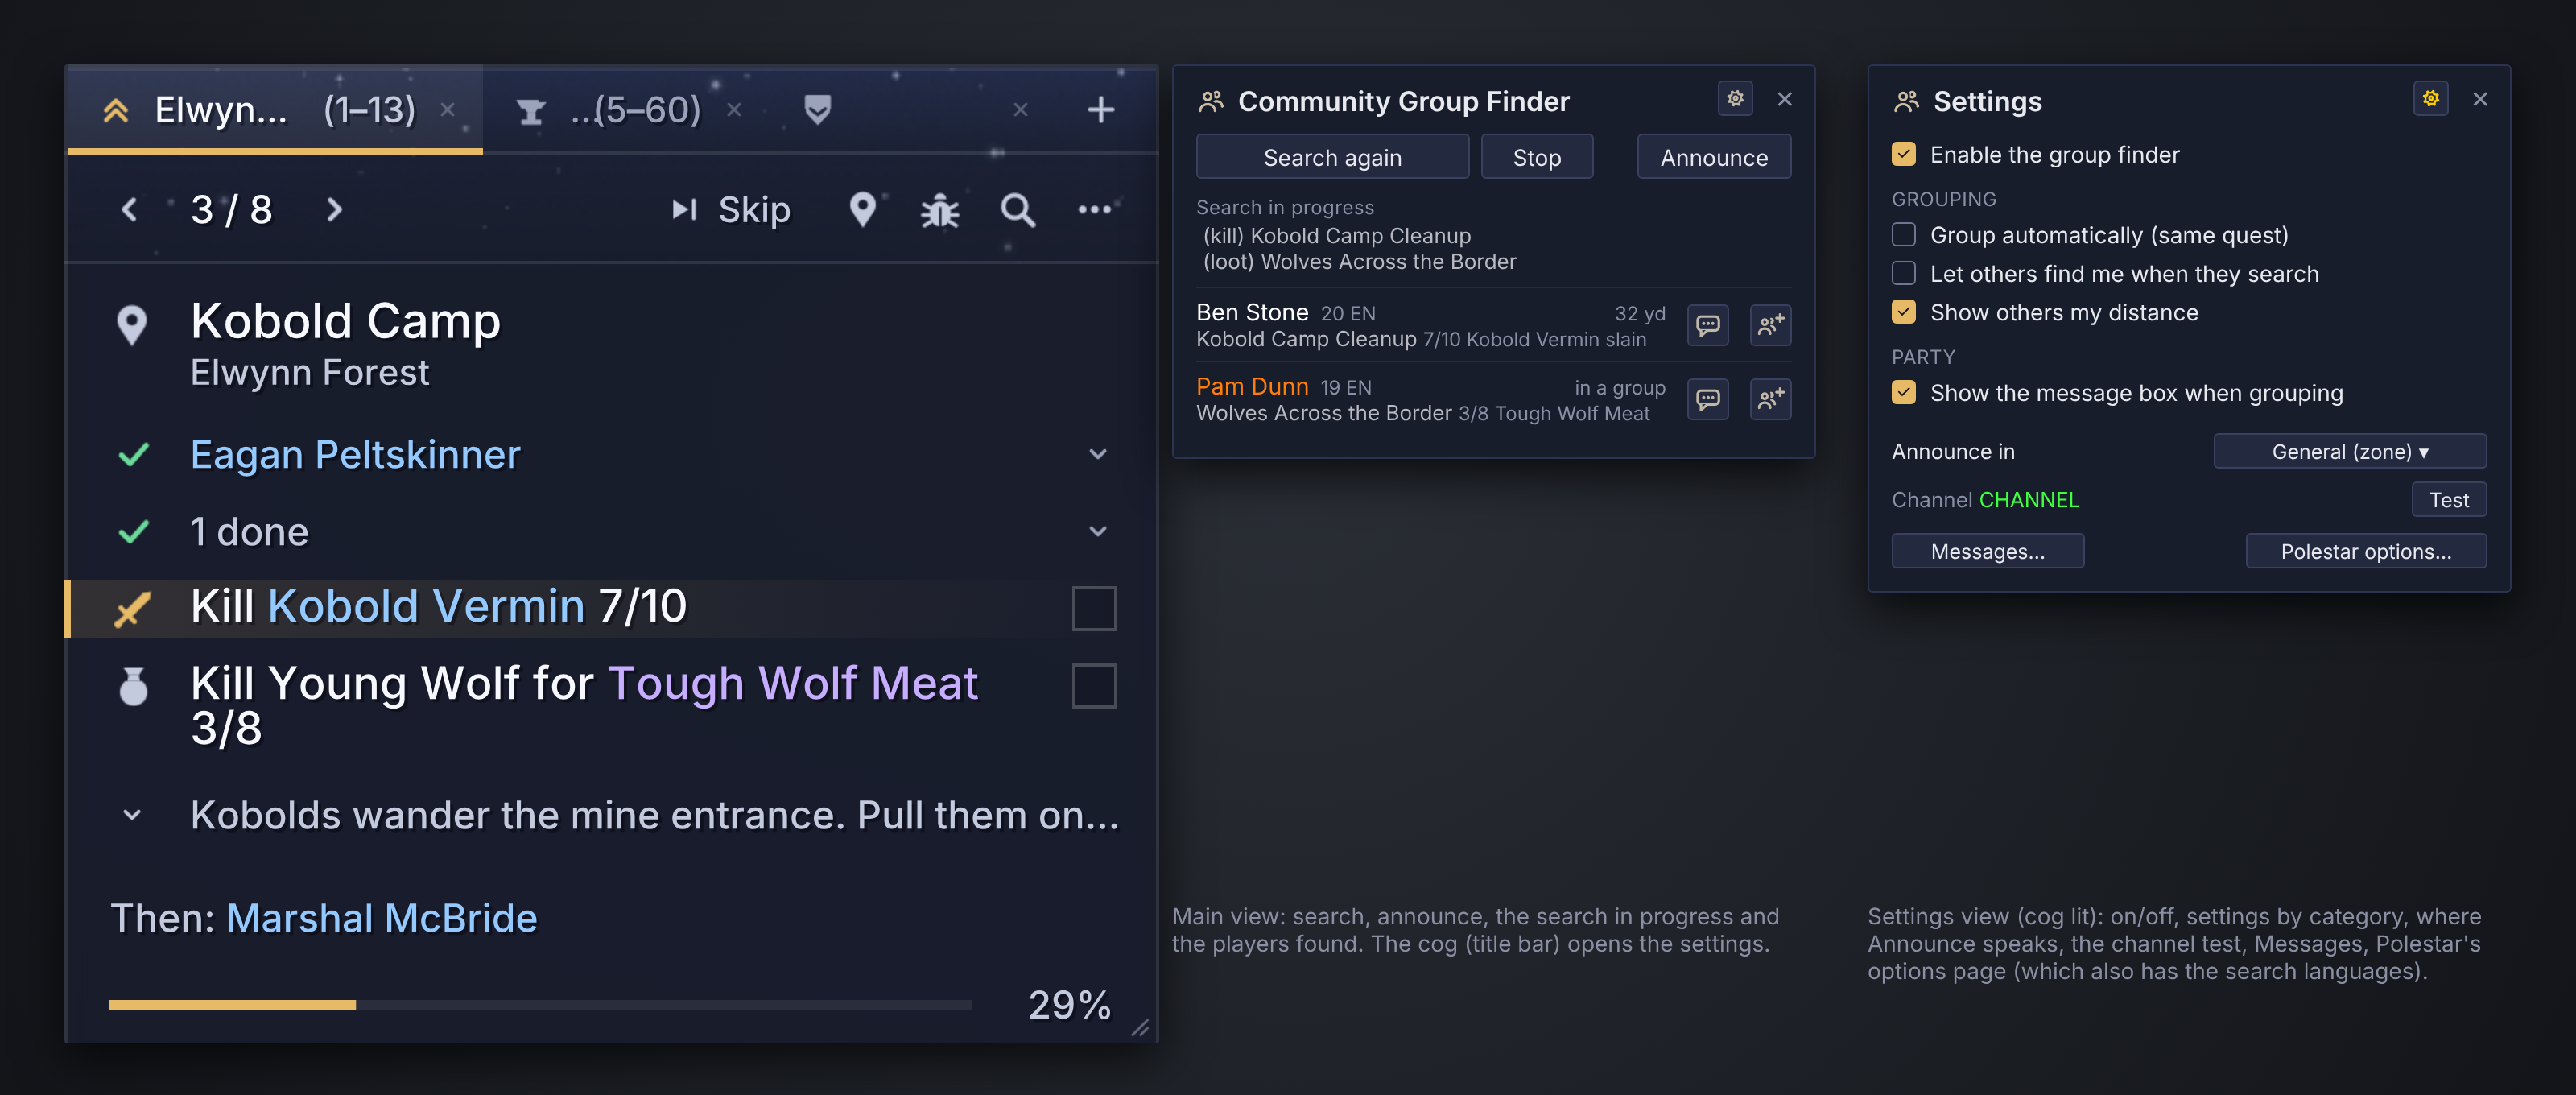 Elwyn... (1–13)
...(5–60)
3 / 8
Skip
Kobold Camp
Elwynn Forest
Eagan Peltskinner
1 done
Kill Kobold Vermin 7/10
Kill Young Wolf for Tough Wolf Meat
3/8
Kobolds wander the mine entrance. Pull them on...
Then: Marshal McBride
29%
Community Group Finder
Search again
Stop
Announce
Search in progress
(kill) Kobold Camp Cleanup
(loot) Wolves Across the Border
Ben Stone 20 EN 32 yd
Kobold Camp Cleanup 7/10 Kobold Vermin slain
Pam Dunn 19 EN in a group
Wolves Across the Border 3/8 Tough Wolf Meat
Main view: search, announce, the search in progress and
the players found. The cog (title bar) opens the settings.
Settings
Enable the group finder
GROUPING
Group automatically (same quest)
Let others find me when they search
Show others my distance
PARTY
Show the message box when grouping
Announce in
General (zone) ▾
Channel CHANNEL
Test
Messages...
Polestar options...
Settings view (cog lit): on/off, settings by category, where
Announce speaks, the channel test, Messages, Polestar's
options page (which also has the search languages).